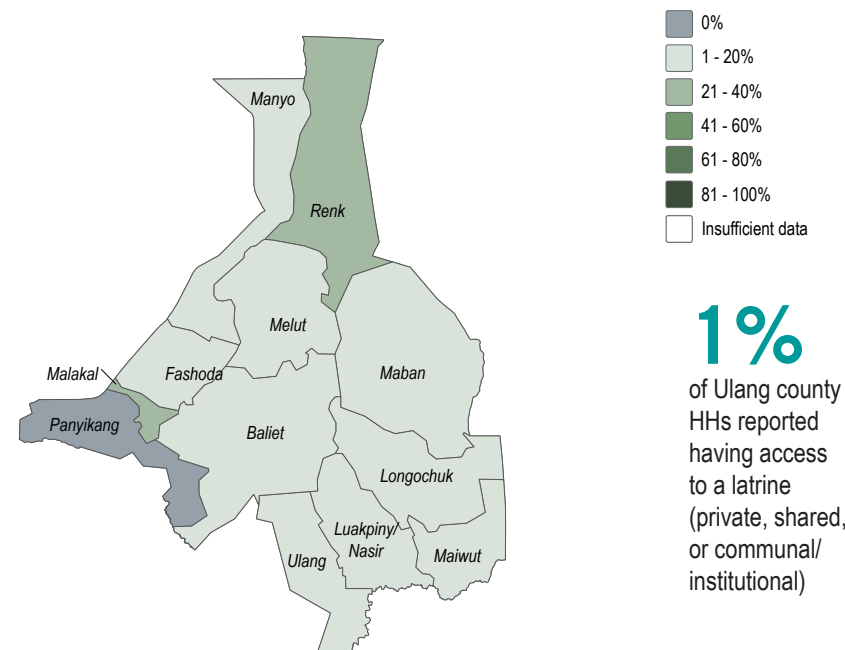 0%
1 - 20%
21 - 40%
41 - 60%
61 - 80%
81 - 100%
Insufficient data
Manyo
Renk
Melut
Malakal
Fashoda
Maban
Panyikang
Baliet
Longochuk
Luakpiny/
Nasir
Ulang
Maiwut
1%
of Ulang county
HHs reported
having access
to a latrine
(private, shared,
or communal/
institutional)